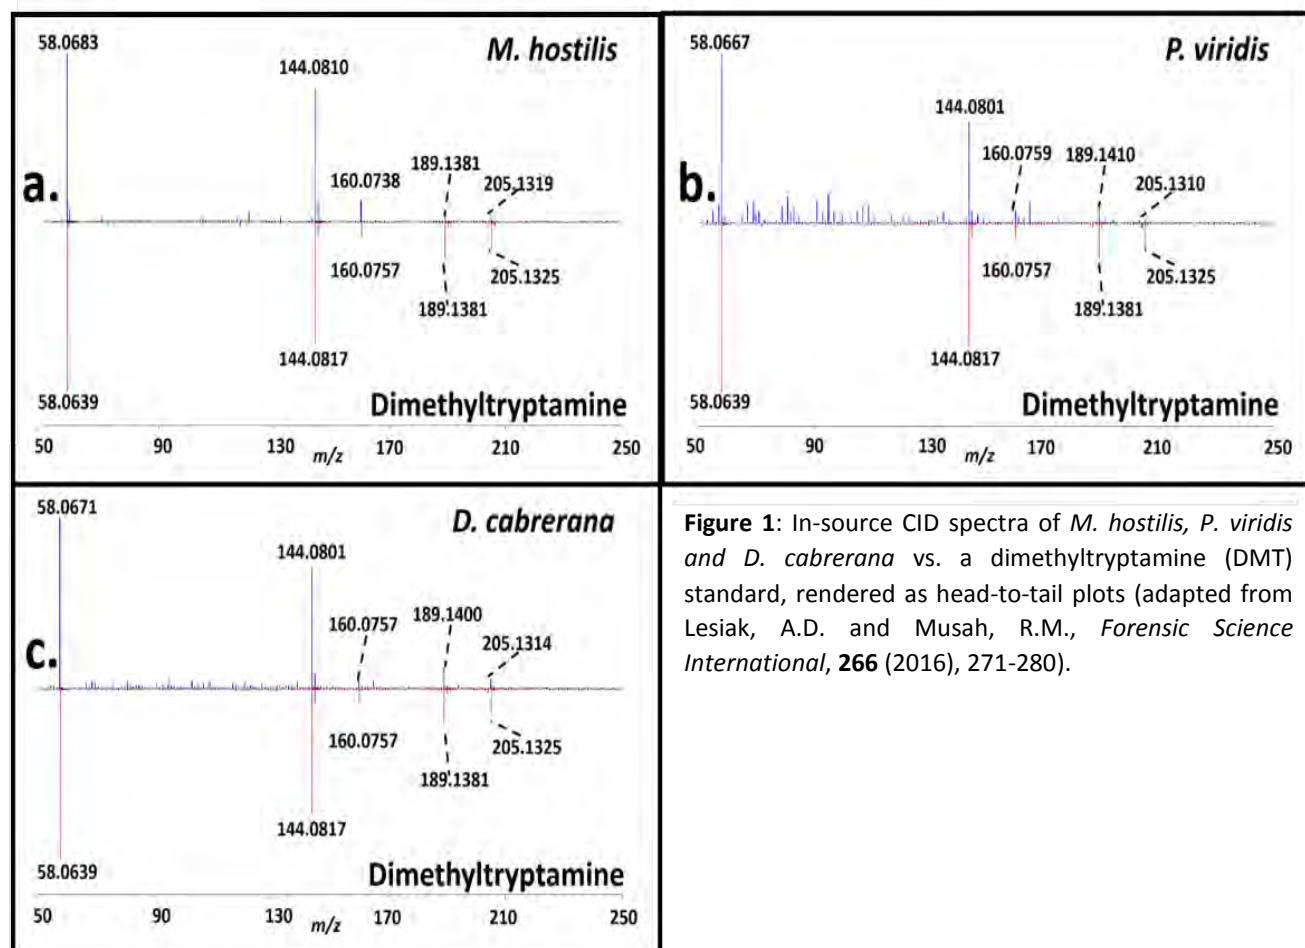 58.0683
M. hostilis
144.0810
a.
160.0738
189.1381
205.1319
160.0757
189.1381
205.1325
144.0817
58.0639
Dimethyltryptamine
50 90 130 170 210 250
m/z
58.0667
P. viridis
144.0801
b.
160.0759
189.1410
205.1310
160.0757
189.1381
205.1325
144.0817
58.0639
Dimethyltryptamine
50 90 130 170 210 250
m/z
58.0671
D. cabrerana
144.0801
c.
160.0757
189.1400
205.1314
160.0757
189.1381
205.1325
144.0817
58.0639
Dimethyltryptamine
50 90 130 170 210 250
m/z
Figure 1: In-source CID spectra of M. hostilis, P. viridis
and D. cabrerana vs. a dimethyltryptamine (DMT)
standard, rendered as head-to-tail plots (adapted from
Lesiak, A.D. and Musah, R.M., Forensic Science
International, 266 (2016), 271-280).